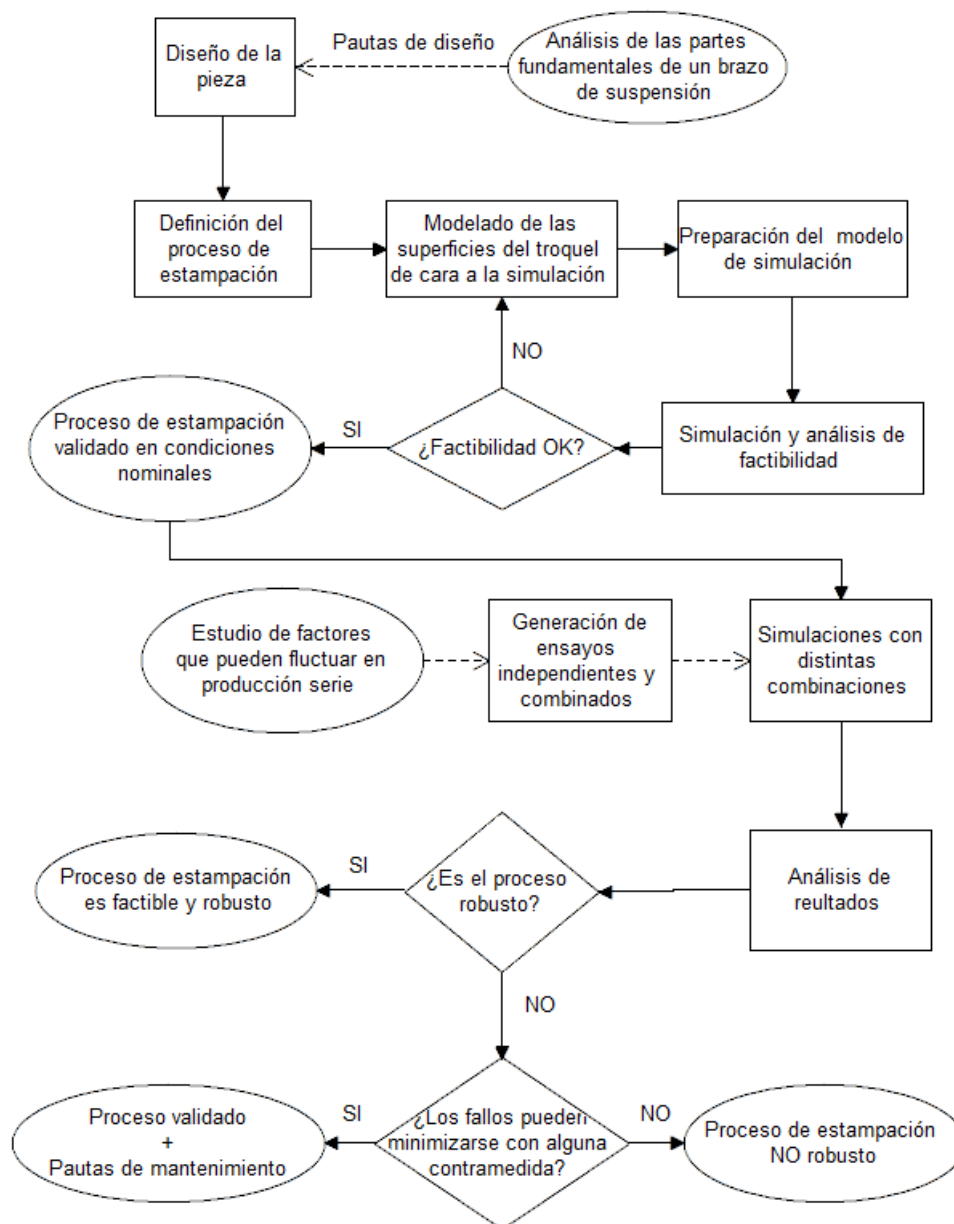 Diseño de la
pieza
Pautas de diseño
Análisis de las partes
fundamentales de un brazo
de suspensión
Definición del
proceso de
estampación
Modelado de las
superficies del troquel
de cara a la simulación
Preparación del modelo
de simulación
NO
Proceso de estampación
validado en condiciones
nominales
SI
¿Factibilidad OK?
Simulación y análisis de
factibilidad
Estudio de factores
que pueden fluctuar en
producción serie
Generación de
ensayos
independientes y
combinados
Simulaciones con
distintas
combinaciones
Proceso de estampación
es factible y robusto
SI
¿Es el proceso
robusto?
Análisis de
reultados
NO
Proceso validado
+
Pautas de mantenimiento
SI
¿Los fallos pueden
minimizarse con alguna
contramedida?
NO
Proceso de estampación
NO robusto